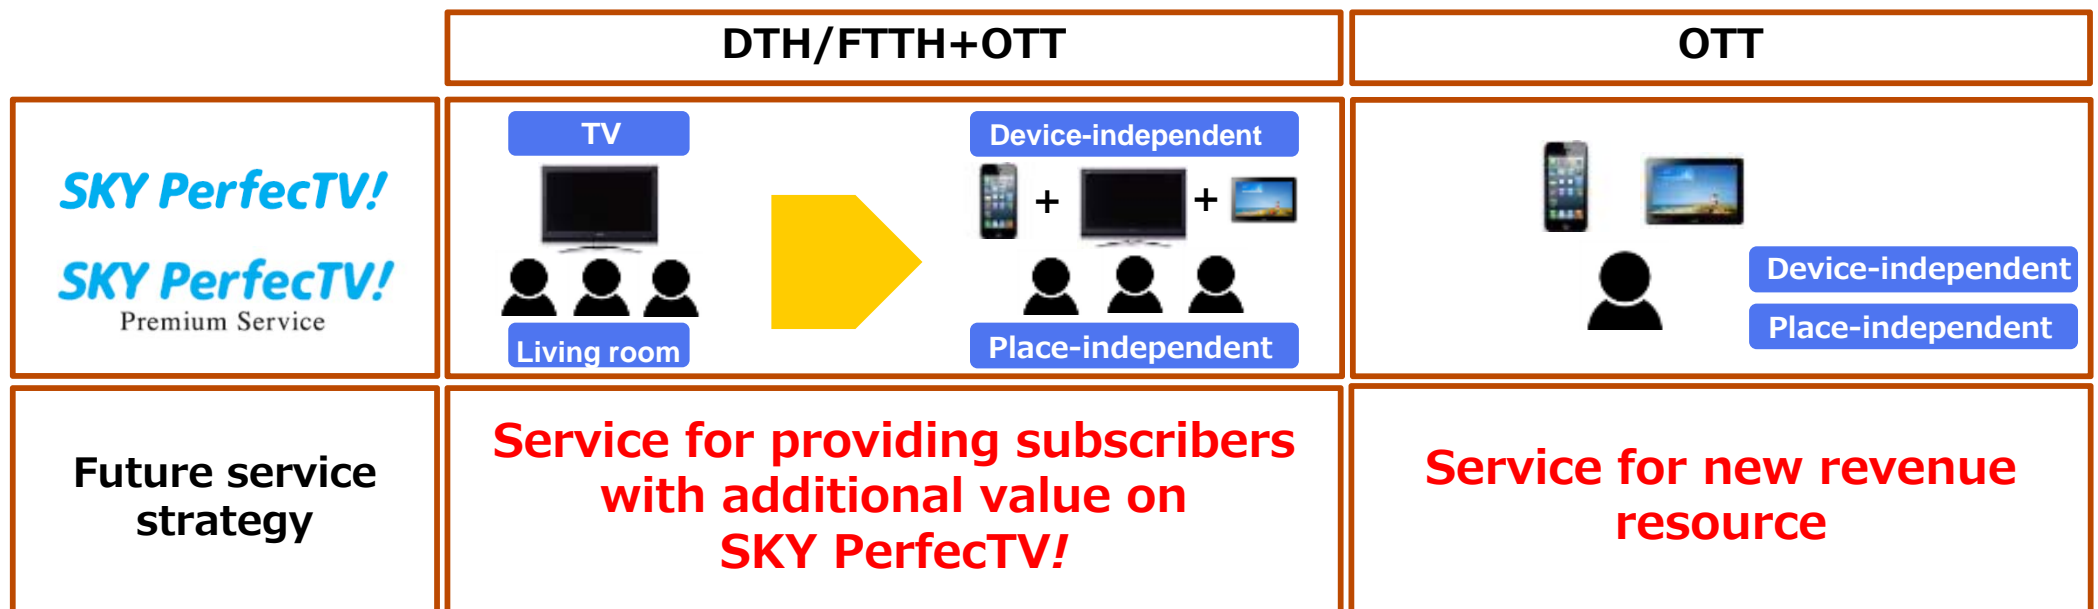 DTH/FTTH+OTT
OTT
SKY PerfecTV!
SKY PerfecTV!
Premium Service
TV
Living room
Device-independent
+
+
Place-independent
Device-independent
Place-independent
Future service
strategy
Service for providing subscribers
with additional value on
SKY PerfecTV!
Service for new revenue
resource